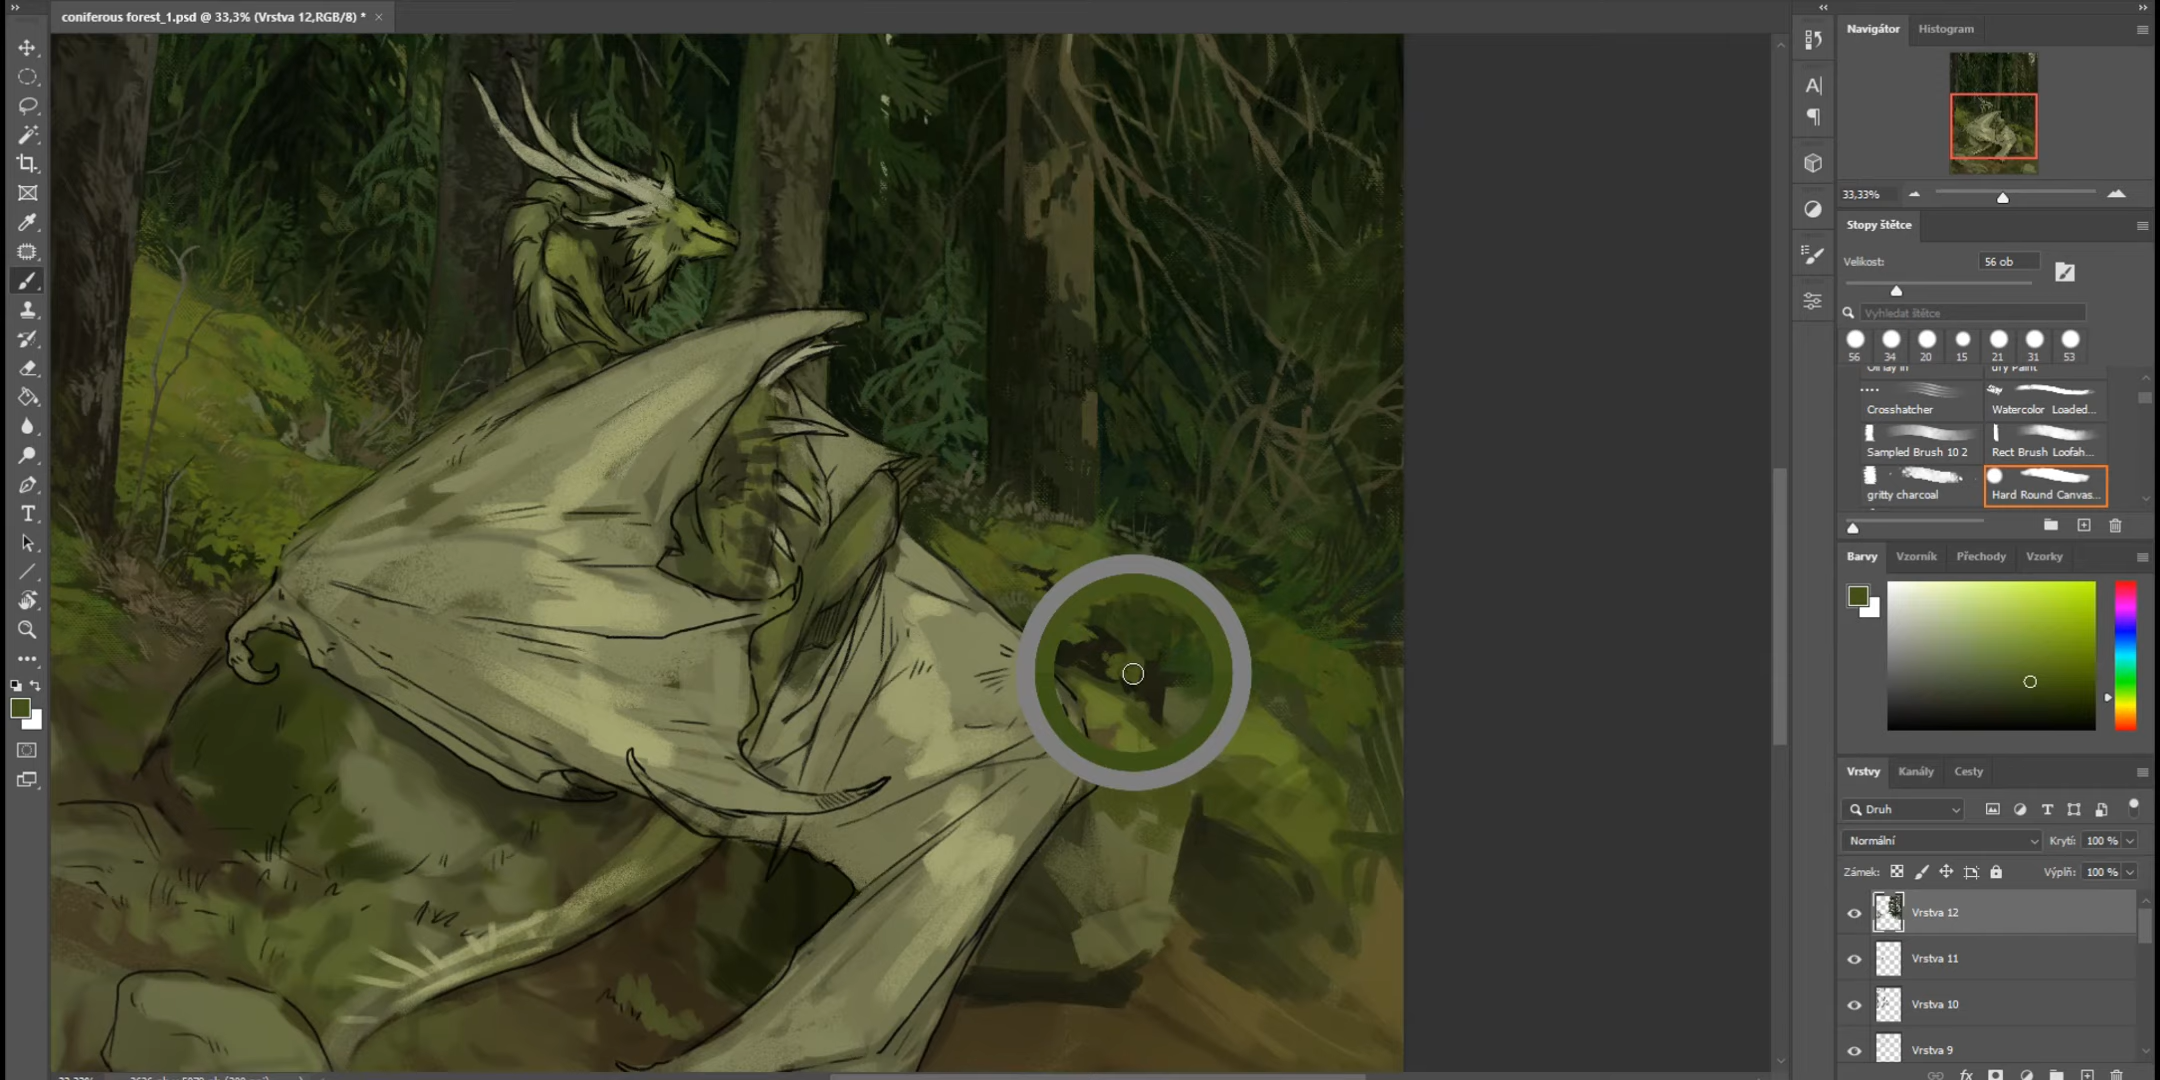 coniferous forest_1.psd @ 33,3% (Vrstva 12,RGB/8) *
Navigátor
Histogram
33,33%
Stopy štětce
Velikost:
56 ob
Vyhledat štětce
56
34
20
15
21
31
53
Crosshatcher
Watercolor Loaded...
Sampled Brush 10 2
Rect Brush Loofah...
gritty charcoal
Hard Round Canvas...
Barvy
Vzorník
Přechody
Vzorky
Vrstvy
Kanály
Cesty
Druh
Normální
Krytí: 100 %
Zámek:
Výplň: 100 %
Vrstva 12
Vrstva 11
Vrstva 10
Vrstva 9